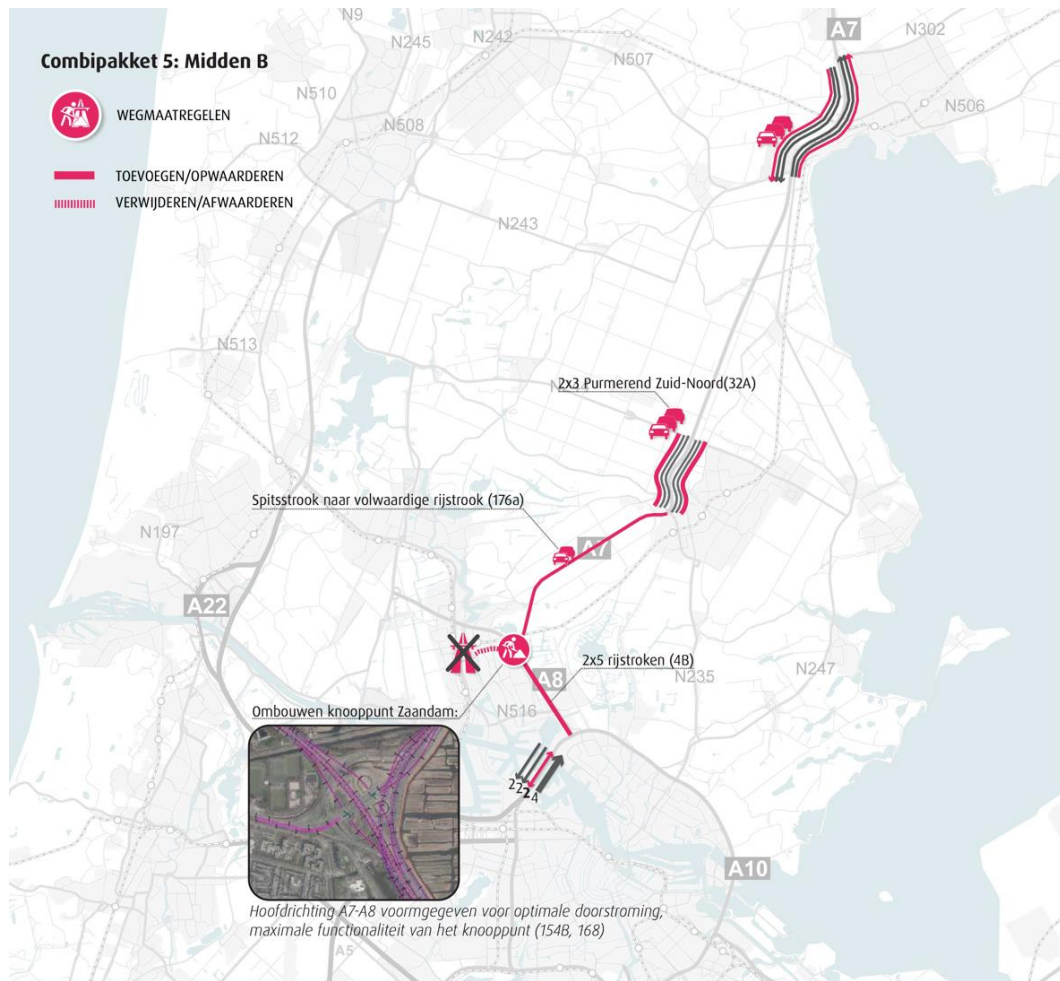 Combipakket 5: Midden B
WEGMAATREGELEN
TOEVOEGEN/OPWAARDEREN
VERWIJDEREN/AFWAARDEREN
N9
N245
N242
N507
A7
N302
N510
N506
N512
N508
N243
N513
N203
2x3 Purmerend Zuid-Noord(32A)
Spitsstrook naar volwaardige rijstrook (176a)
N197
A7
A22
2x5 rijstroken (4B)
A8
N235
N247
Ombouwen knooppunt Zaandam:
N516
2
2
2
4
A10
Hoofdrichting A7-A8 voormgegeven voor optimale doorstroming,
maximale functionaliteit van het knooppunt (154B, 168)
A5